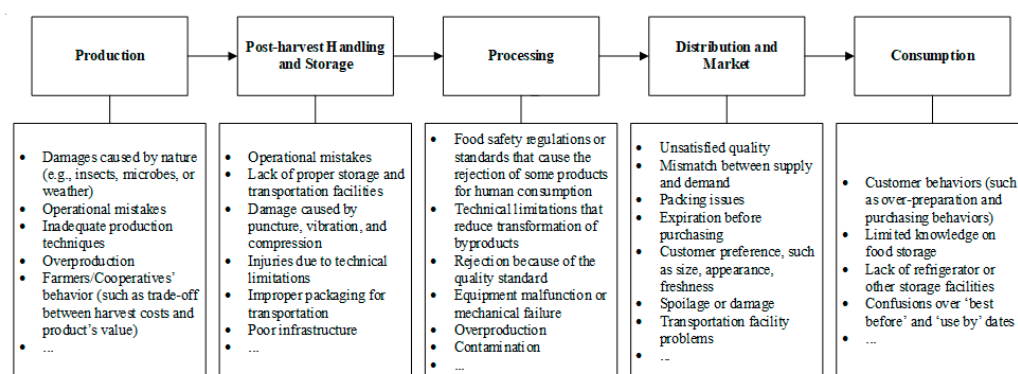 Production
Post-harvest Handling
and Storage
Processing
Distribution and
Market
Consumption
• Damages caused by nature
(e.g., insects, microbes, or
weather)
• Operational mistakes
• Inadequate production
techniques
• Overproduction
• Farmers/Cooperatives'
behavior (such as trade-off
between harvest costs and
product's value)
• ...
• Operational mistakes
• Lack of proper storage and
transportation facilities
• Damage caused by
puncture, vibration, and
compression
• Injuries due to technical
limitations
• Improper packaging for
transportation
• Poor infrastructure
• ...
• Food safety regulations or
standards that cause the
rejection of some products
for human consumption
• Technical limitations that
reduce transformation of
byproducts
• Rejection because of the
quality standard
• Equipment malfunction or
mechanical failure
• Overproduction
• Contamination
• ...
• Unsatisfied quality
• Mismatch between supply
and demand
• Packing issues
• Expiration before
purchasing
• Customer preference, such
as size, appearance,
freshness
• Spoilage or damage
• Transportation facility
problems
• ...
• Customer behaviors (such
as over-preparation and
purchasing behaviors)
• Limited knowledge on
food storage
• Lack of refrigerator or
other storage facilities
• Confusions over 'best
before' and 'use by' dates
• ...